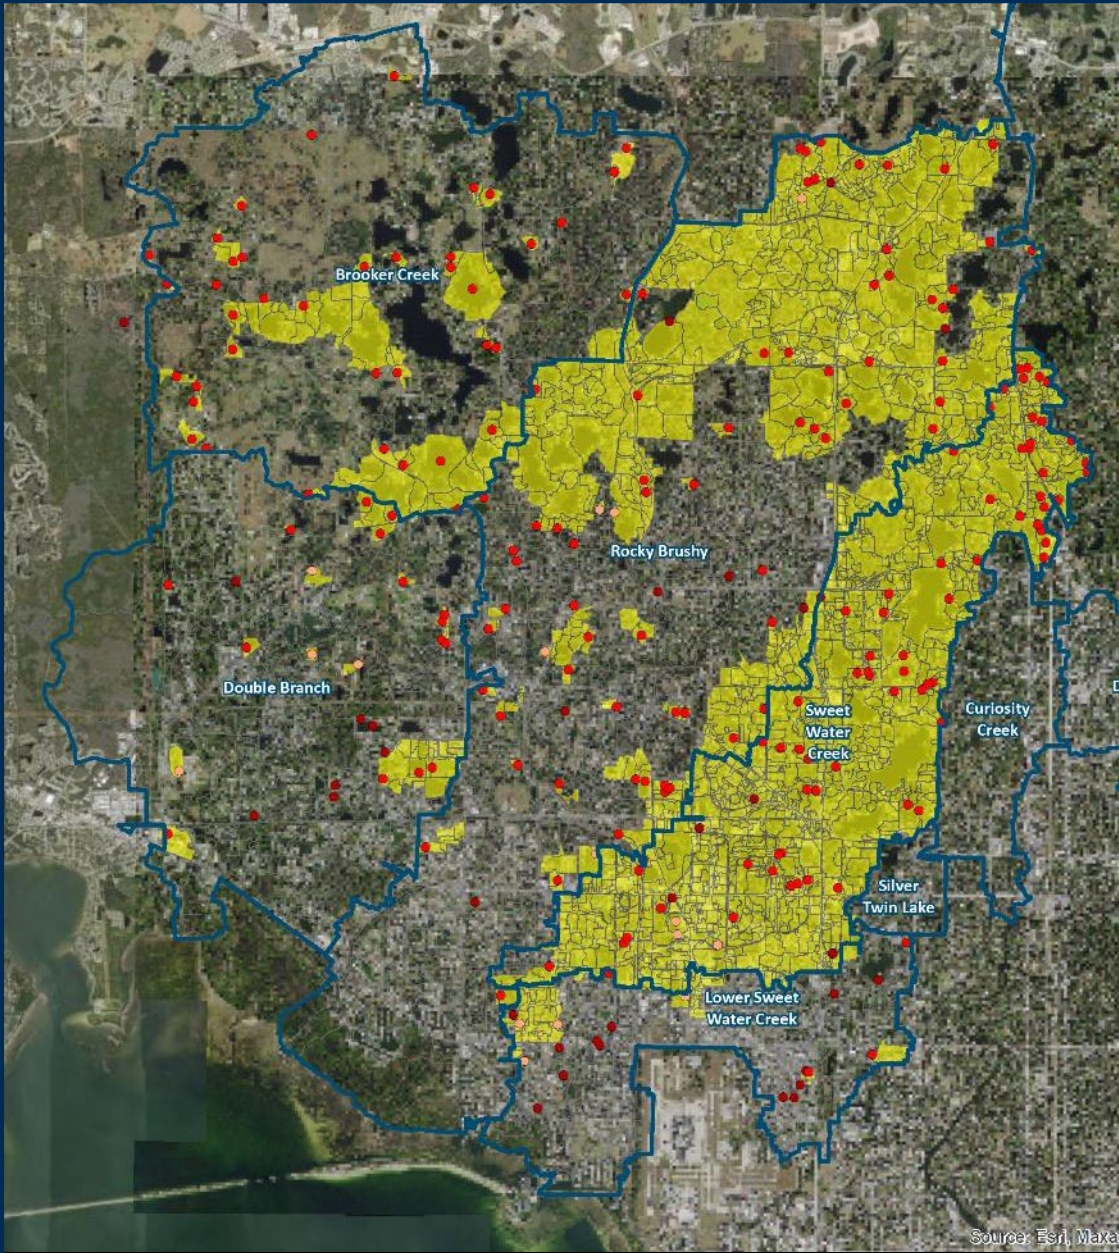 Brooker Creek
Rocky Brushy
Double Branch
Sweet
Water
Creek
Curiosity
Creek
D
Silver
Twin Lake
Lower Sweet
Water Creek
Source: Esri, Maxa